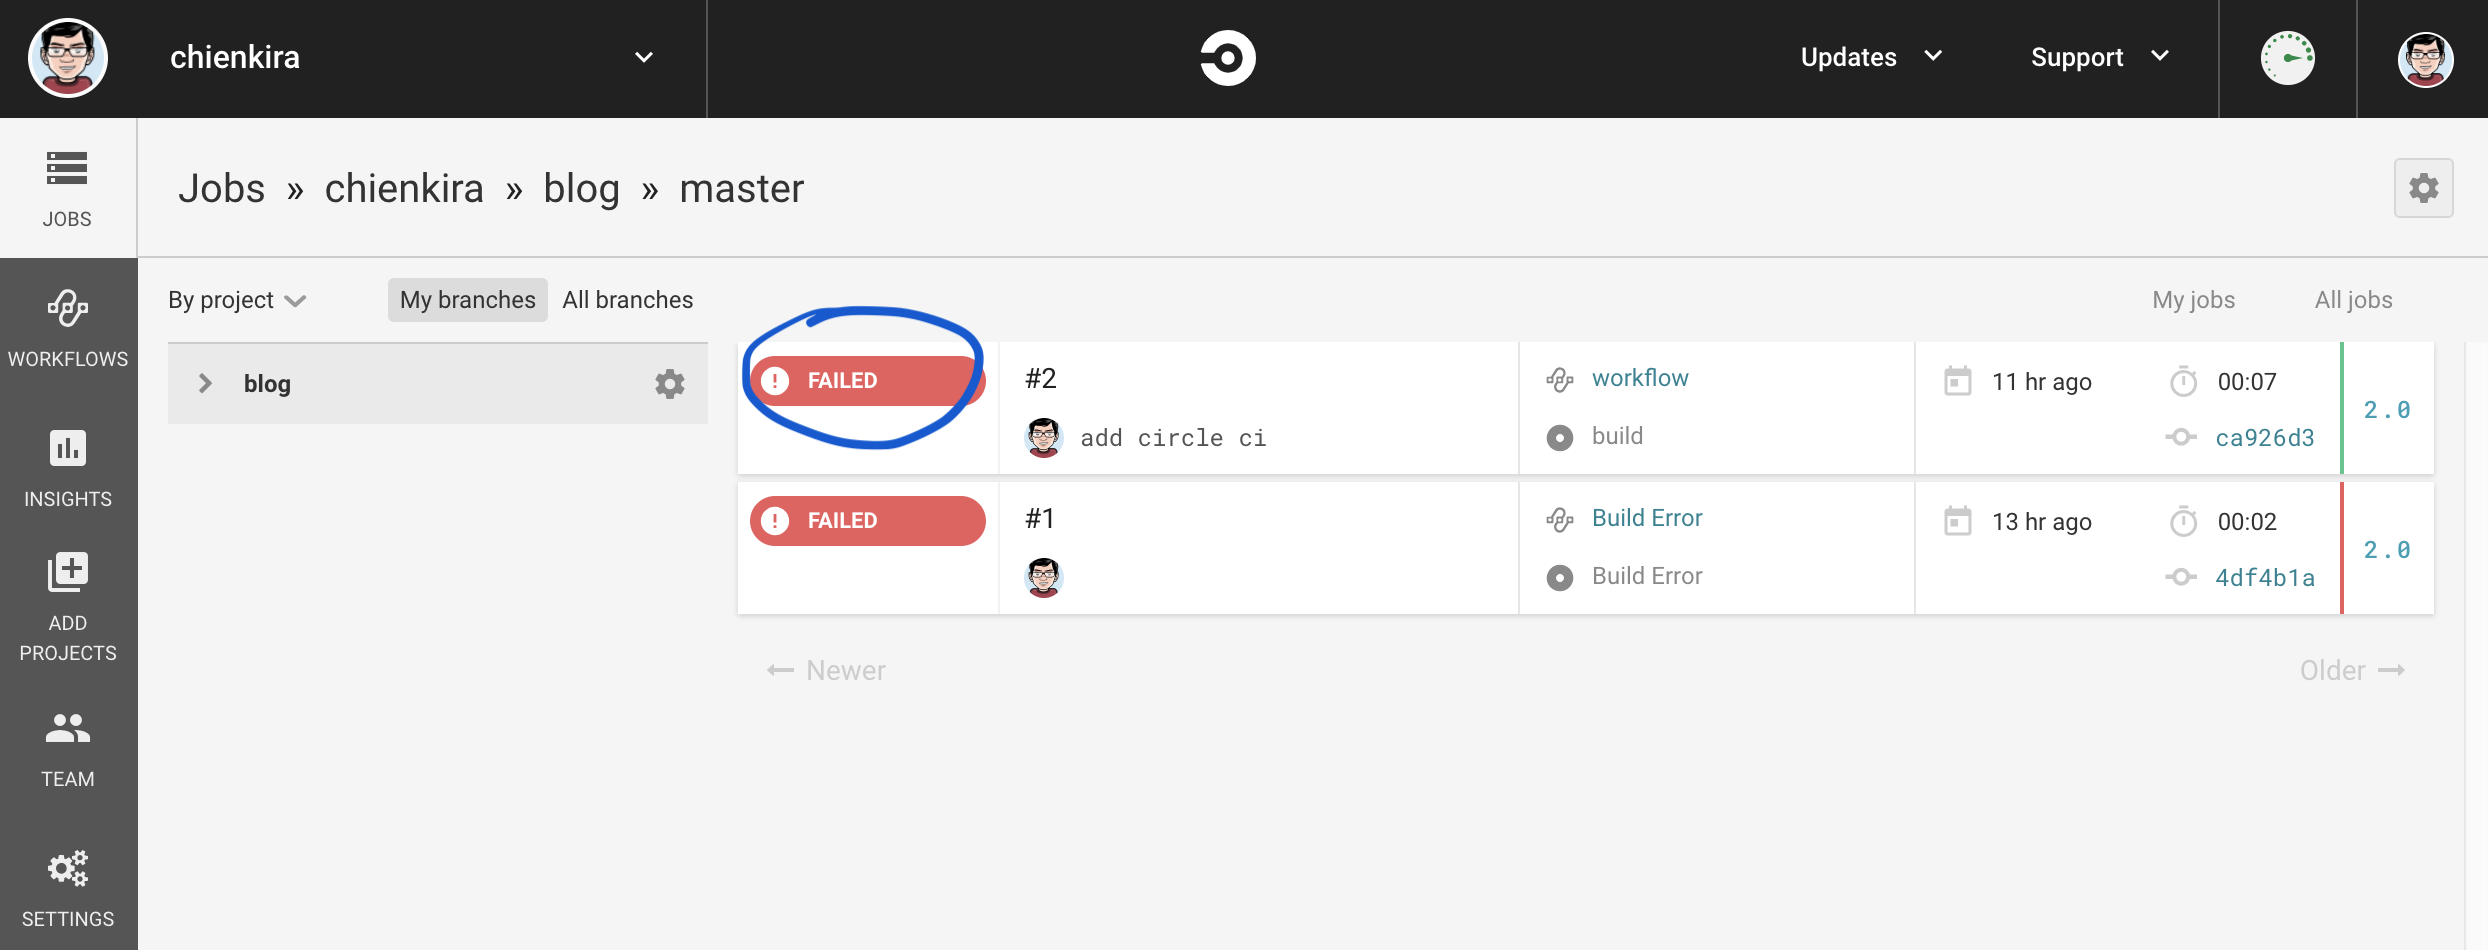 chienkira
Updates
Support
JOBS
Jobs » chienkira » blog » master
WORKFLOWS
INSIGHTS
ADD
PROJECTS
TEAM
SETTINGS
By project
My branches
All branches
My jobs
All jobs
blog
FAILED
#2
add circle ci
workflow
build
11 hr ago
00:07
ca926d3
2.0
FAILED
#1
Build Error
Build Error
13 hr ago
00:02
4df4b1a
2.0
Newer
Older